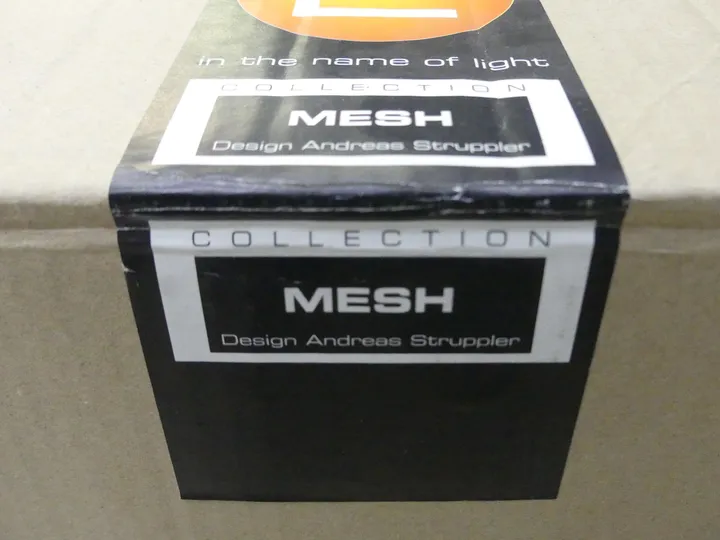 in the name of light
COLLECTION
MESH
Design Andreas Struppler
COLLECTION
MESH
Design Andreas Struppler